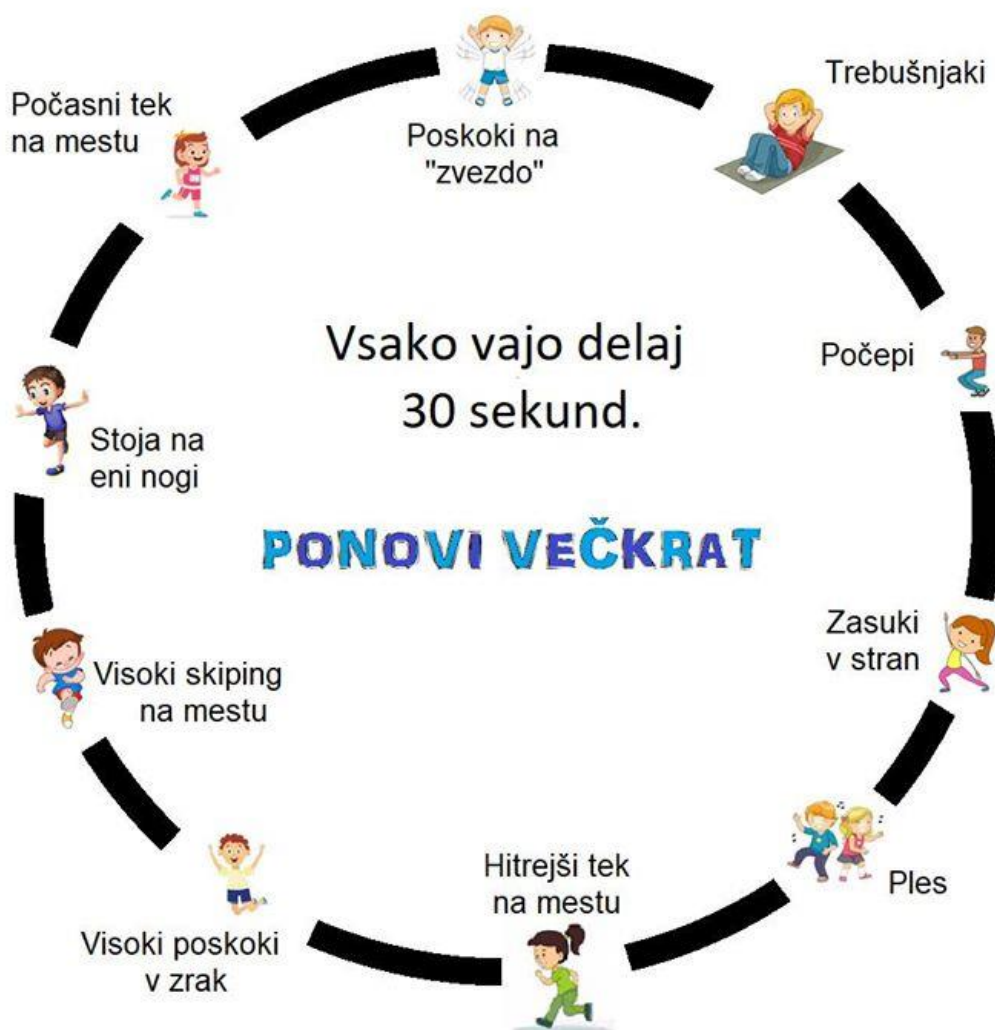 Poskoki na
"zvezdo"
Trebušnjaki
Počepi
Zasuki
v stran
Ples
Hitrejši tek
na mestu
Visoki poskoki
v zrak
Visoki skiping
na mestu
Stoja na
eni nogi
Počasni tek
na mestu
Vsako vajo delaj
30 sekund.
PONOVI VEČKRAT